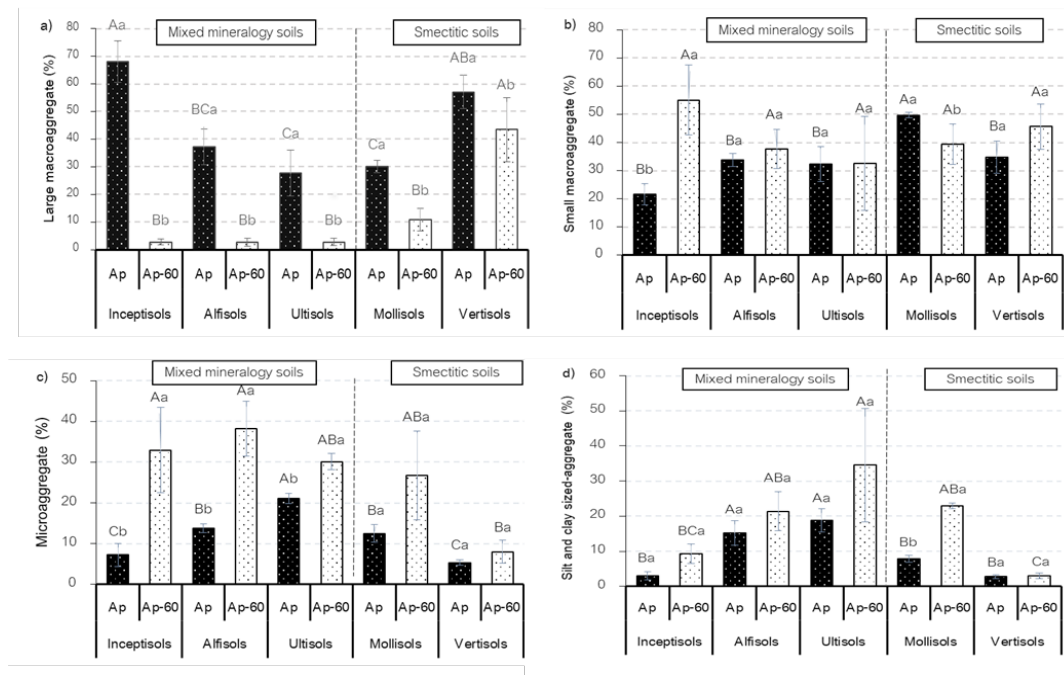 a)
Mixed mineralogy soils
Smectitic soils
Large macroaggregate (%)
80
70
60
50
40
30
20
10
0
Aa
Bb
BCa
Bb
Ca
Bb
Ca
Bb
ABa
Ab
Ap Ap-60 Ap Ap-60 Ap Ap-60 Ap Ap-60 Ap Ap-60
Inceptisols Alfisols Ultisols Mollisols Vertisols
b)
Mixed mineralogy soils
Smectitic soils
Small macroaggregate (%)
80
70
60
50
40
30
20
10
0
Bb
Aa
Ba
Aa
Ba
Aa
Aa
Ab
Ba
Aa
Ap Ap-60 Ap Ap-60 Ap Ap-60 Ap Ap-60 Ap Ap-60
Inceptisols Alfisols Ultisols Mollisols Vertisols
c)
Mixed mineralogy soils
Smectitic soils
Microaggregate (%)
50
40
30
20
10
0
Cb
Aa
Bb
Aa
Ab
ABa
Ba
ABa
Ca
Ba
Ap Ap-60 Ap Ap-60 Ap Ap-60 Ap Ap-60 Ap Ap-60
Inceptisols Alfisols Ultisols Mollisols Vertisols
d)
Mixed mineralogy soils
Smectitic soils
Silt and clay sized-aggregate (%)
60
50
40
30
20
10
0
Ba
BCa
Aa
ABa
Aa
Aa
Bb
ABa
Ba
Ca
Ap Ap-60 Ap Ap-60 Ap Ap-60 Ap Ap-60 Ap Ap-60
Inceptisols Alfisols Ultisols Mollisols Vertisols